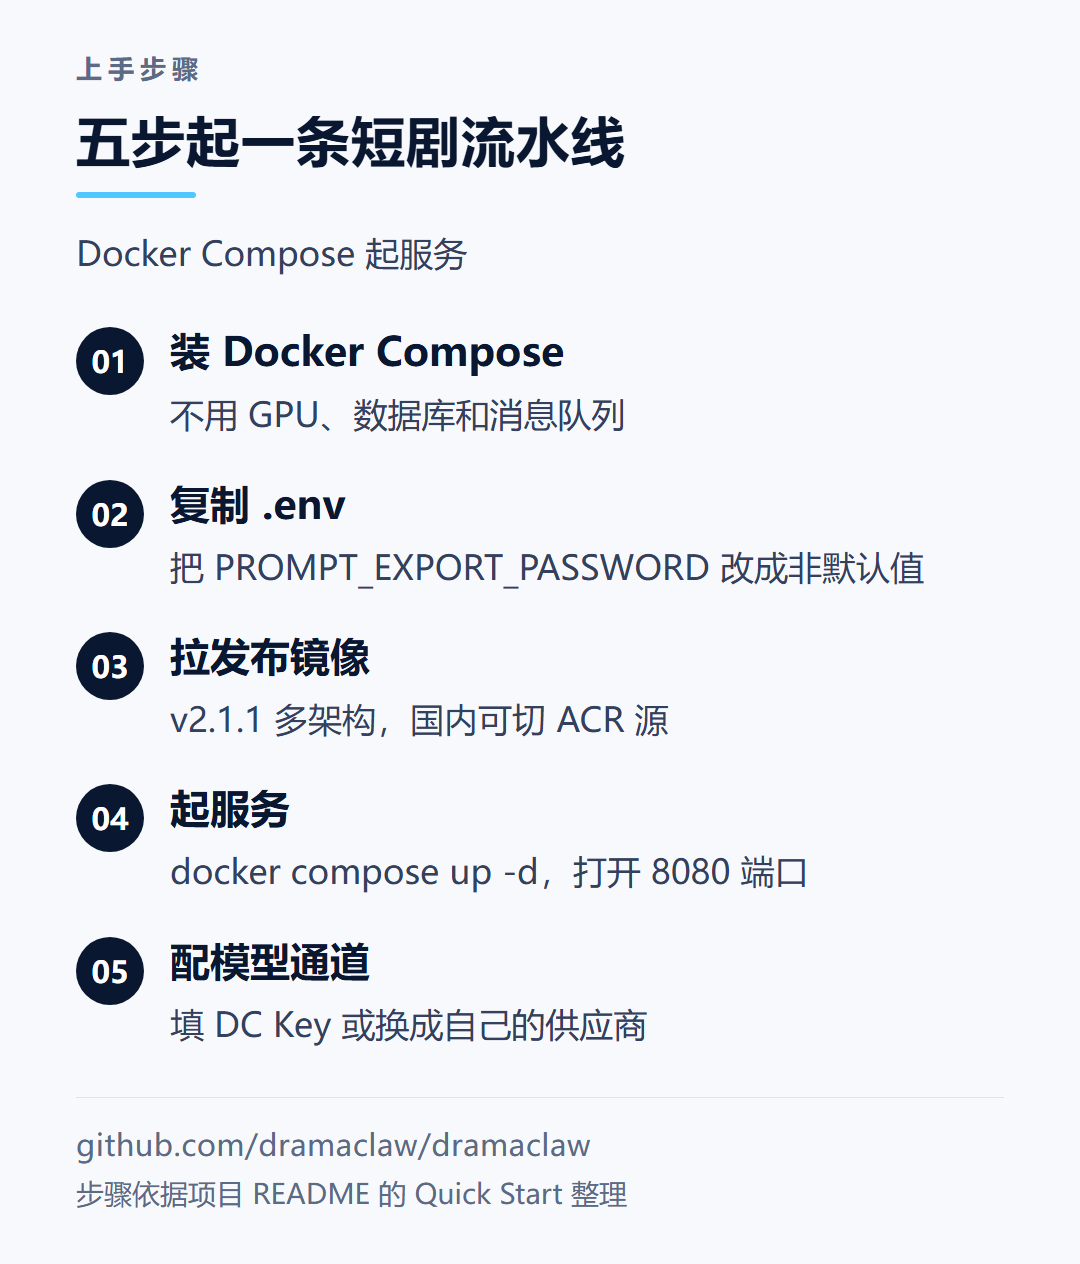 上手步骤
五步起一条短剧流水线
Docker Compose 起服务
01
装 Docker Compose
不用 GPU、数据库和消息队列
02
复制 .env
把 PROMPT_EXPORT_PASSWORD 改成非默认值
03
拉发布镜像
v2.1.1 多架构，国内可切 ACR 源
04
起服务
docker compose up -d，打开 8080 端口
05
配模型通道
填 DC Key 或换成自己的供应商
github.com/dramaclaw/dramaclaw
步骤依据项目 README 的 Quick Start 整理